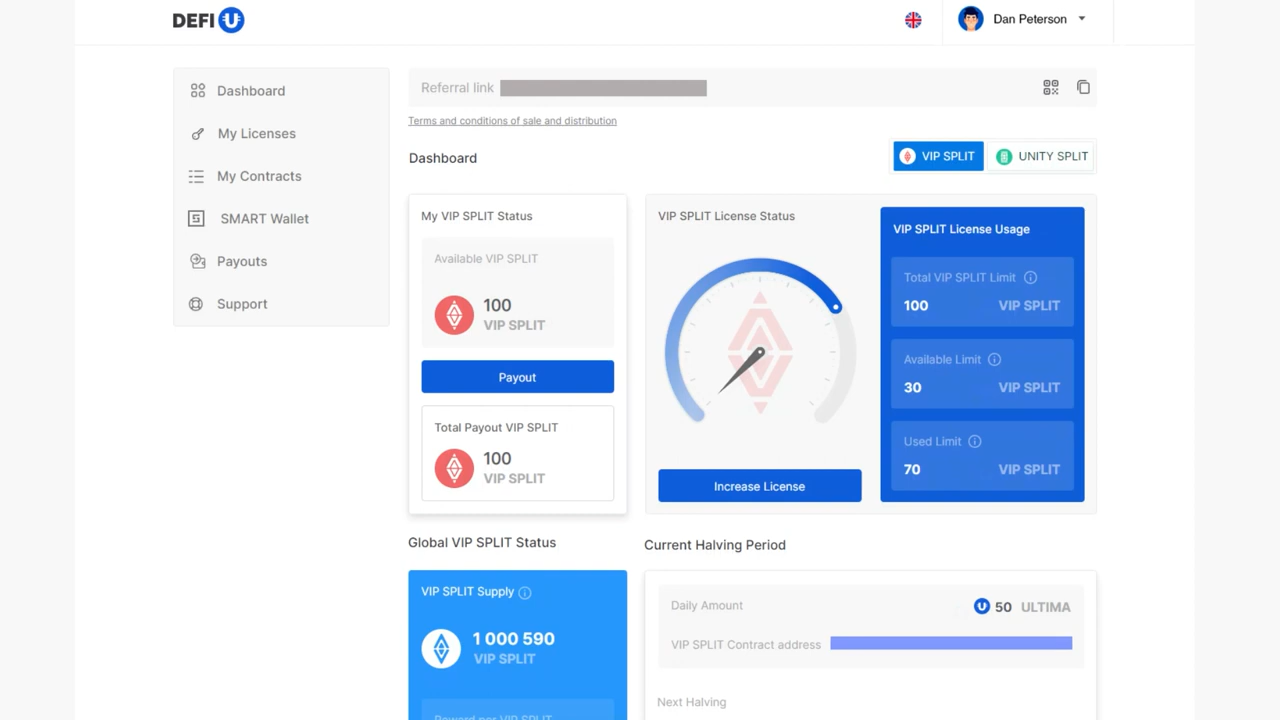 DEFI U
Dan Peterson
Dashboard
My Licenses
My Contracts
SMART Wallet
Payouts
Support
Referral link
Terms and conditions of sale and distribution
Dashboard
VIP SPLIT
UNITY SPLIT
My VIP SPLIT Status
Available VIP SPLIT
100
VIP SPLIT
Payout
Total Payout VIP SPLIT
100
VIP SPLIT
VIP SPLIT License Status
Increase License
VIP SPLIT License Usage
Total VIP SPLIT Limit
100 VIP SPLIT
Available Limit
30 VIP SPLIT
Used Limit
70 VIP SPLIT
Global VIP SPLIT Status
VIP SPLIT Supply
1 000 590
VIP SPLIT
Reward per VIP SPLIT
Current Halving Period
Daily Amount 50 ULTIMA
VIP SPLIT Contract address
Next Halving